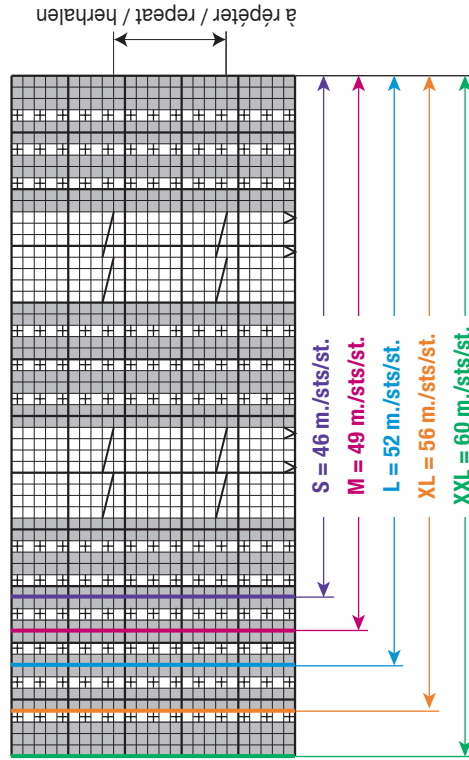 à répéter / repeat / herhalen
S = 46 m./sts/st.
M = 49 m./sts/st.
L = 52 m./sts/st.
XL = 56 m./sts/st.
XXL = 60 m./sts/st.